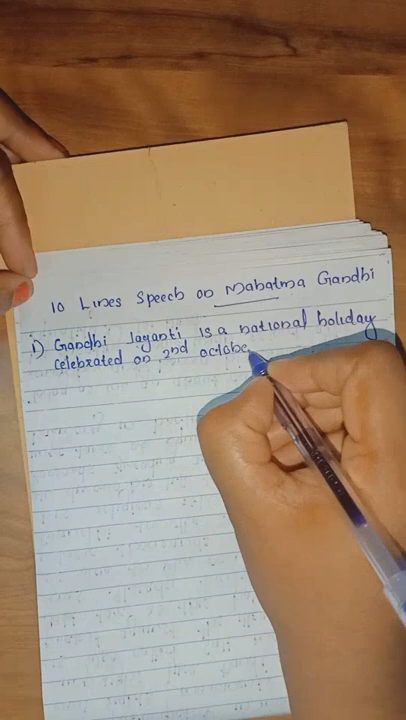 10 Lines Speech on Mahatma Gandhi
1) Gandhi Jayanti is a national holiday
celebrated on 2nd octobe